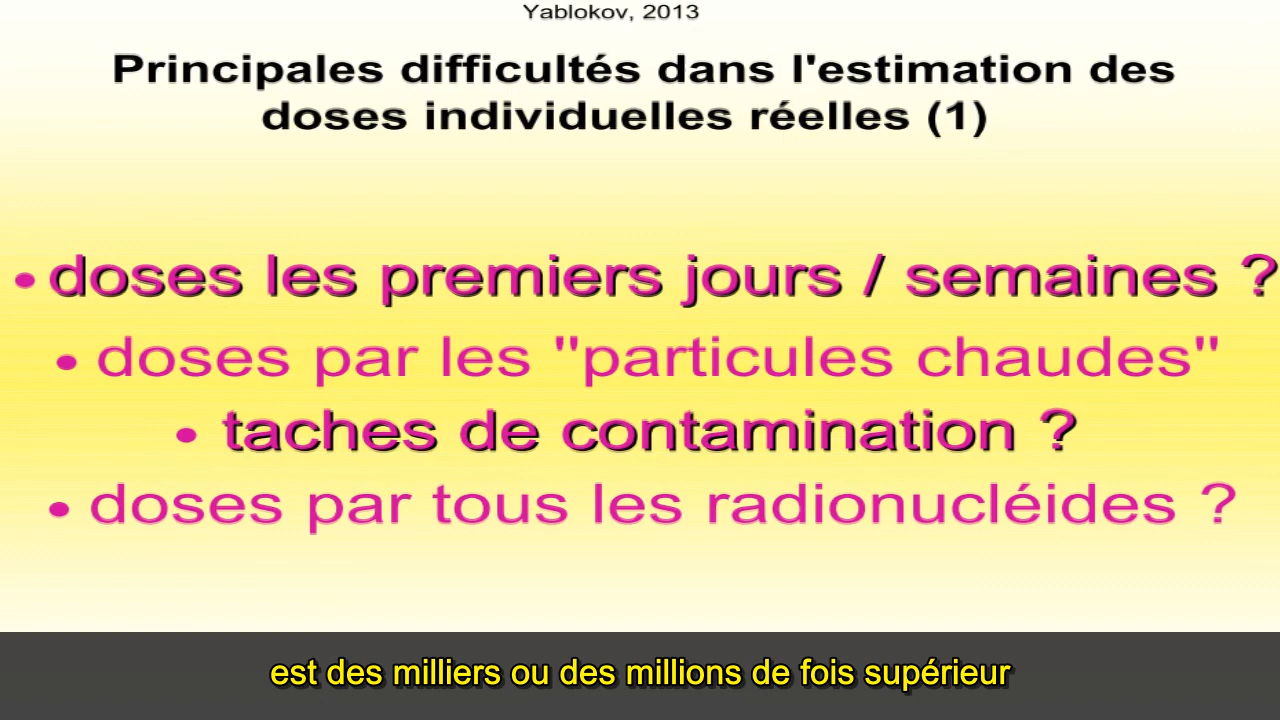 Yablokov, 2013
Principales difficultés dans l'estimation des
doses individuelles réelles (1)
• doses les premiers jours / semaines ?
• doses par les "particules chaudes"
• taches de contamination ?
• doses par tous les radionucléides ?
est des milliers ou des millions de fois supérieur